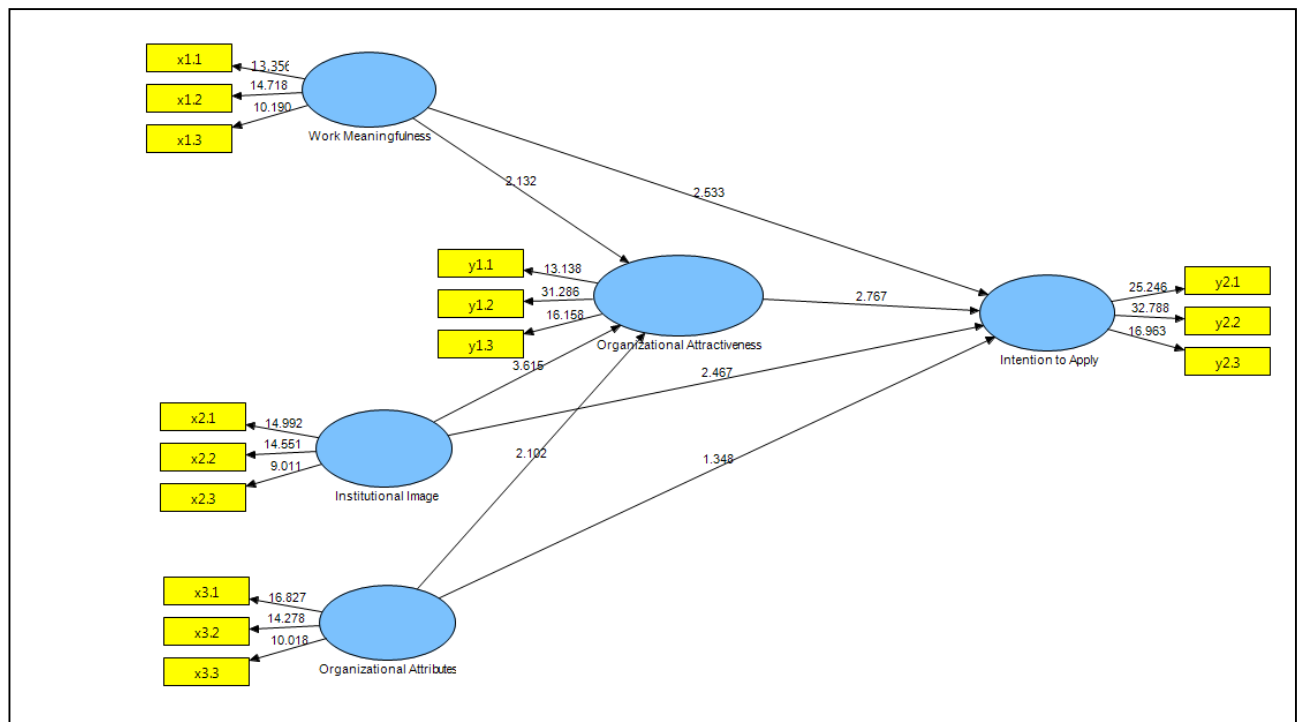 x1.1
13.356
x1.2
14.718
x1.3
10.190
Work Meaningfulness
2.132
2.533
y1.1
13.138
y1.2
31.286
y1.3
16.158
Organizational Attractiveness
2.767
25.246
y2.1
32.788
y2.2
16.963
y2.3
Intention to Apply
3.615
2.467
x2.1
14.992
x2.2
14.551
x2.3
9.011
Institutional Image
2.102
1.348
x3.1
16.827
x3.2
14.278
x3.3
10.018
Organizational Attributes